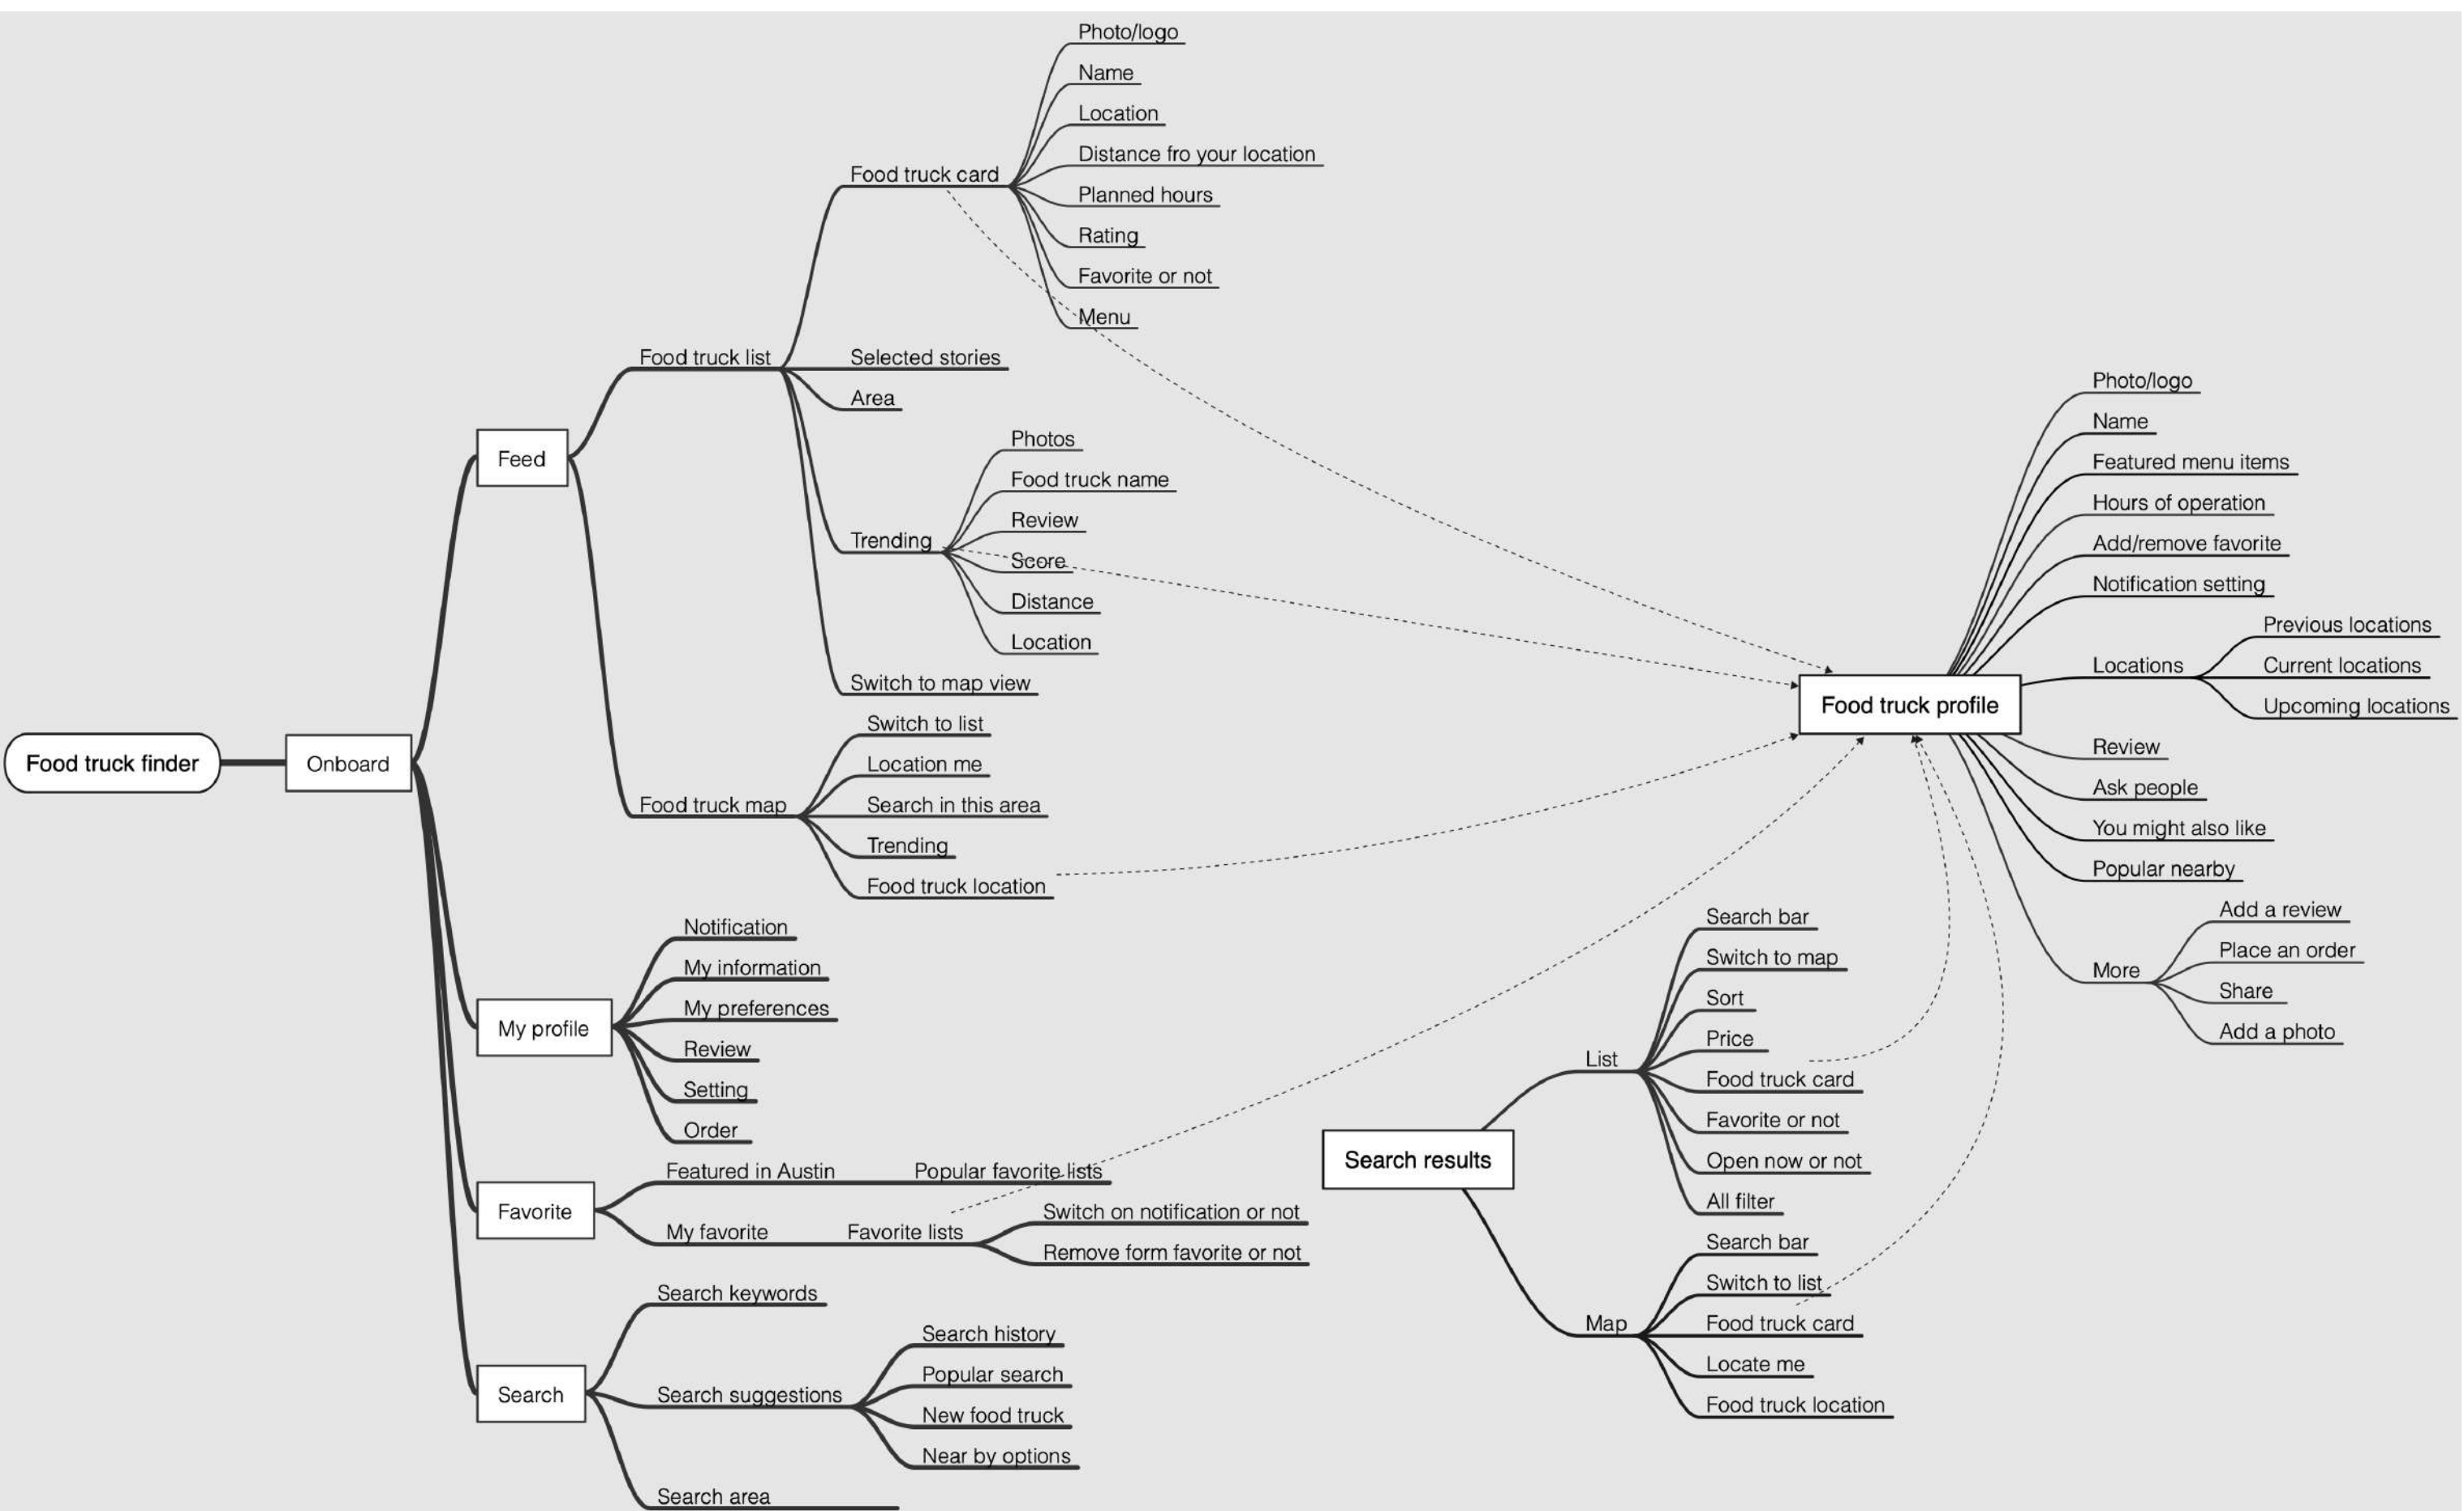 Food truck finder
Onboard
Feed
Food truck list
Food truck card
Photo/logo
Name
Location
Distance fro your location
Planned hours
Rating
Favorite or not
Menu
Selected stories
Area
Trending
Photos
Food truck name
Review
Score
Distance
Location
Switch to map view
Food truck map
Switch to list
Location me
Search in this area
Trending
Food truck location
My profile
Notification
My information
My preferences
Review
Setting
Order
Favorite
Featured in Austin
Popular favorite lists
My favorite
Favorite lists
Switch on notification or not
Remove form favorite or not
Search
Search keywords
Search suggestions
Search history
Popular search
New food truck
Near by options
Search area
Search results
List
Search bar
Switch to map
Sort
Price
Food truck card
Favorite or not
Open now or not
All filter
Map
Search bar
Switch to list
Food truck card
Locate me
Food truck location
Food truck profile
Photo/logo
Name
Featured menu items
Hours of operation
Add/remove favorite
Notification setting
Locations
Previous locations
Current locations
Upcoming locations
Review
Ask people
You might also like
Popular nearby
More
Add a review
Place an order
Share
Add a photo